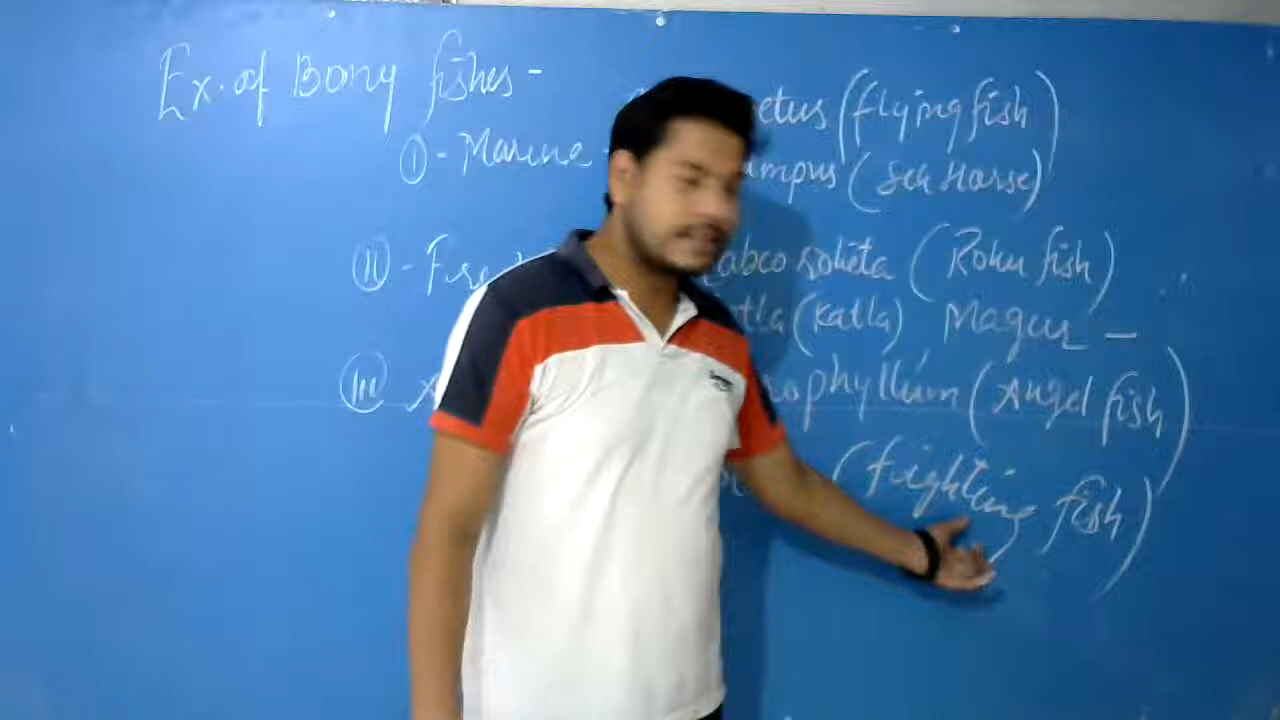 Ex. of Bony fishes -
etus (flying fish)
(I) - Marine - ampus (Sea Horse)
(II) - Fre abeo rohita (Rohu fish)
tla (Katla) Magur -
(III) A ophyllum (Angel fish)
(fighting fish)